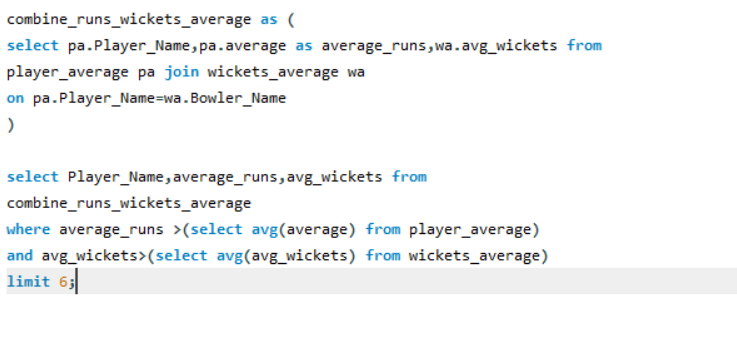 combine_runs_wickets_average as (
select pa.Player_Name,pa.average as average_runs,wa.avg_wickets from
player_average pa join wickets_average wa
on pa.Player_Name=wa.Bowler_Name
)
select Player_Name,average_runs,avg_wickets from
combine_runs_wickets_average
where average_runs >(select avg(average) from player_average)
and avg_wickets>(select avg(avg_wickets) from wickets_average)
limit 6;